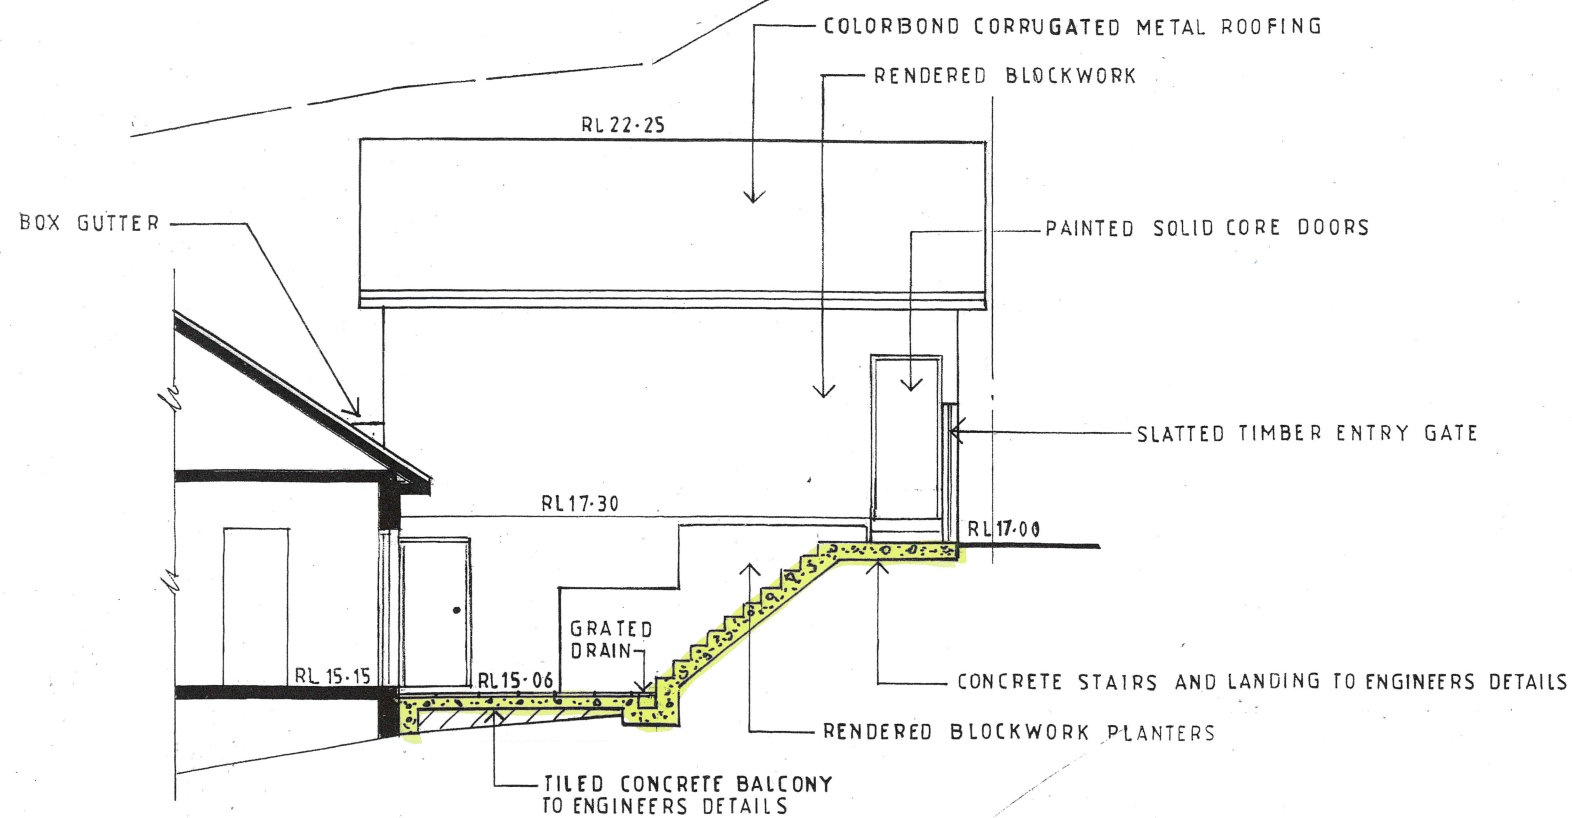 COLORBOND CORRUGATED METAL ROOFING
RENDERED BLOCKWORK
RL 22·25
BOX GUTTER
PAINTED SOLID CORE DOORS
SLATTED TIMBER ENTRY GATE
RL 17·30
RL 17·00
GRATED
DRAIN
RL 15·15
RL 15·06
CONCRETE STAIRS AND LANDING TO ENGINEERS DETAILS
RENDERED BLOCKWORK PLANTERS
TILED CONCRETE BALCONY
TO ENGINEERS DETAILS